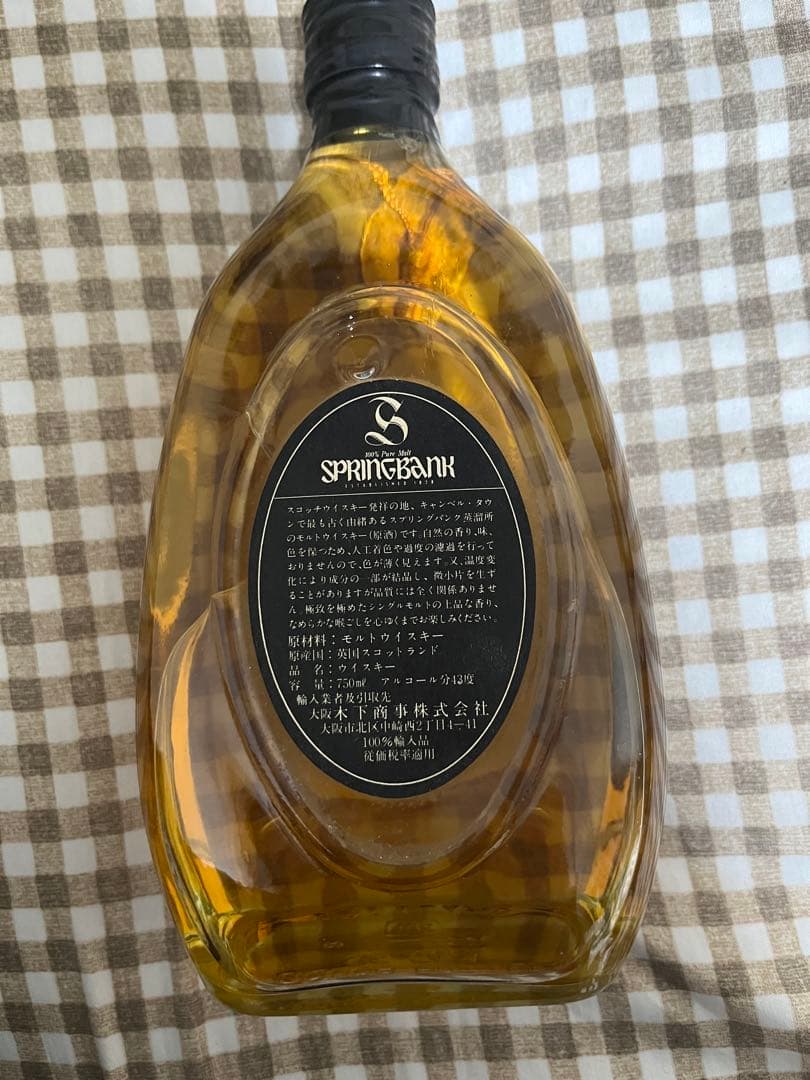 S
100% Pure Malt
SPRINGBANK
ESTABLISHED 1828
スコッチウイスキー発祥の地、キャンベル・タウ
ンで最も古く由緒あるスプリングバンク蒸溜所
のモルトウイスキー(原酒)です。自然の香り、味、
色を保つため、人工着色や過度の濾過を行って
おりませんので、色が薄く見えます。又、温度変
化により成分の一部が結晶し、微小片を生ず
ることがありますが品質には全く関係ありませ
ん。極致を極めたシングルモルトの上品な香り、
なめらかな喉ごしを心ゆくまでお楽しみください。
原材料：モルトウイスキー
原産国：英国スコットランド
品　名：ウイスキー
容　量：750㎖　アルコール分43度
輸入業者及引取先
大阪木下商事株式会社
大阪市北区中崎西2丁目4-41
100%輸入品
従価税率適用